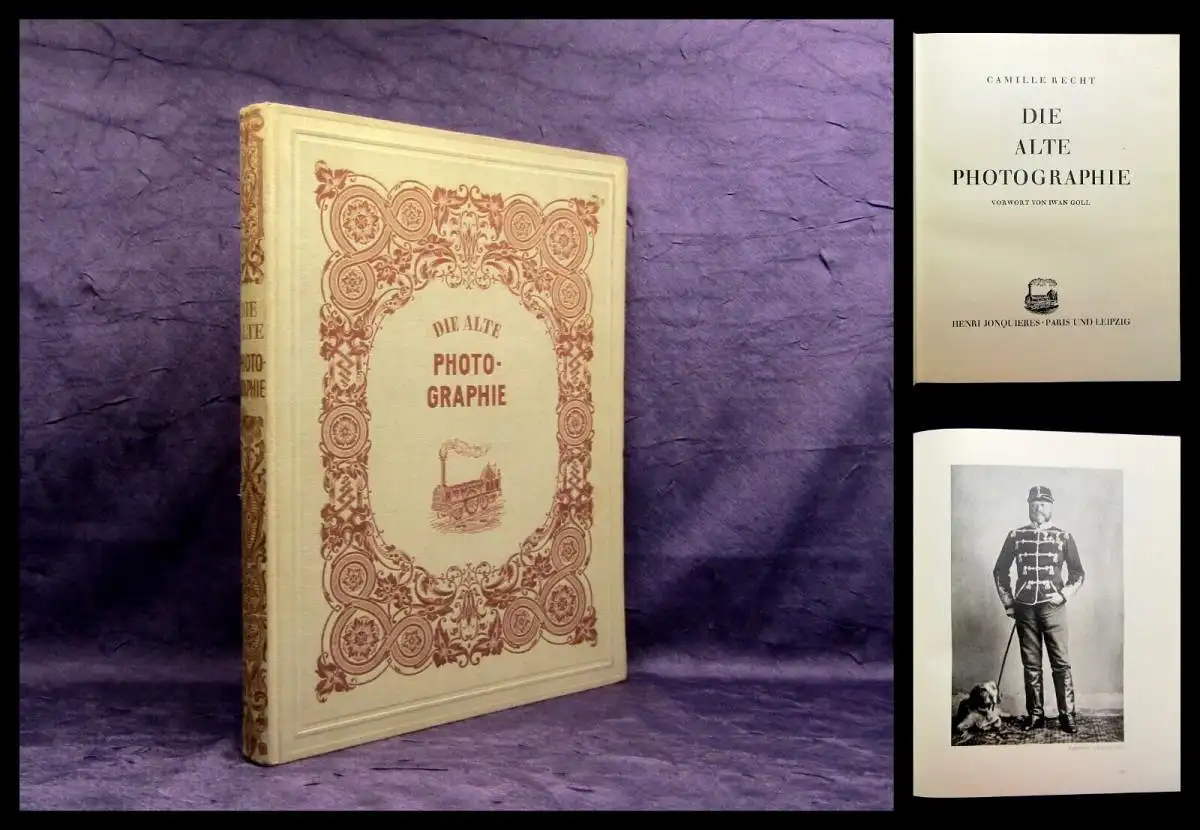 DIE
ALTE
PHOTO-
GRAPHIE
DIE ALTE
PHOTO-
GRAPHIE
CAMILLE RECHT
DIE
ALTE
PHOTOGRAPHIE
VORWORT VON IWAN GOLL
HENRI JONQUIERES · PARIS UND LEIPZIG